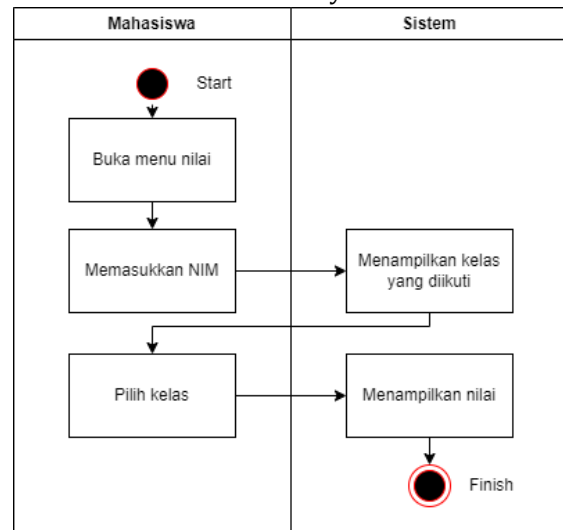 Mahasiswa
Sistem
Start
Buka menu nilai
Memasukkan NIM
Menampilkan kelas
yang diikuti
Pilih kelas
Menampilkan nilai
Finish